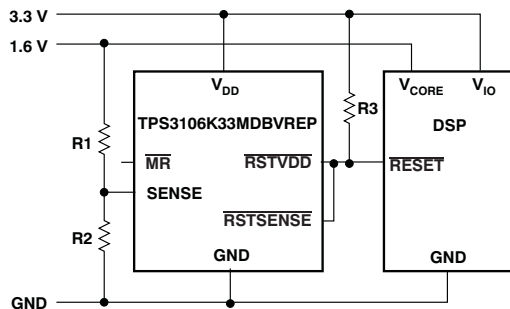 3.3 V
1.6 V
VDD
VCORE
VIO
TPS3106K33MDBVREP
R3
DSP
R1
MR
RSTVDD
RESET
SENSE
RSTSENSE
R2
GND
GND
GND